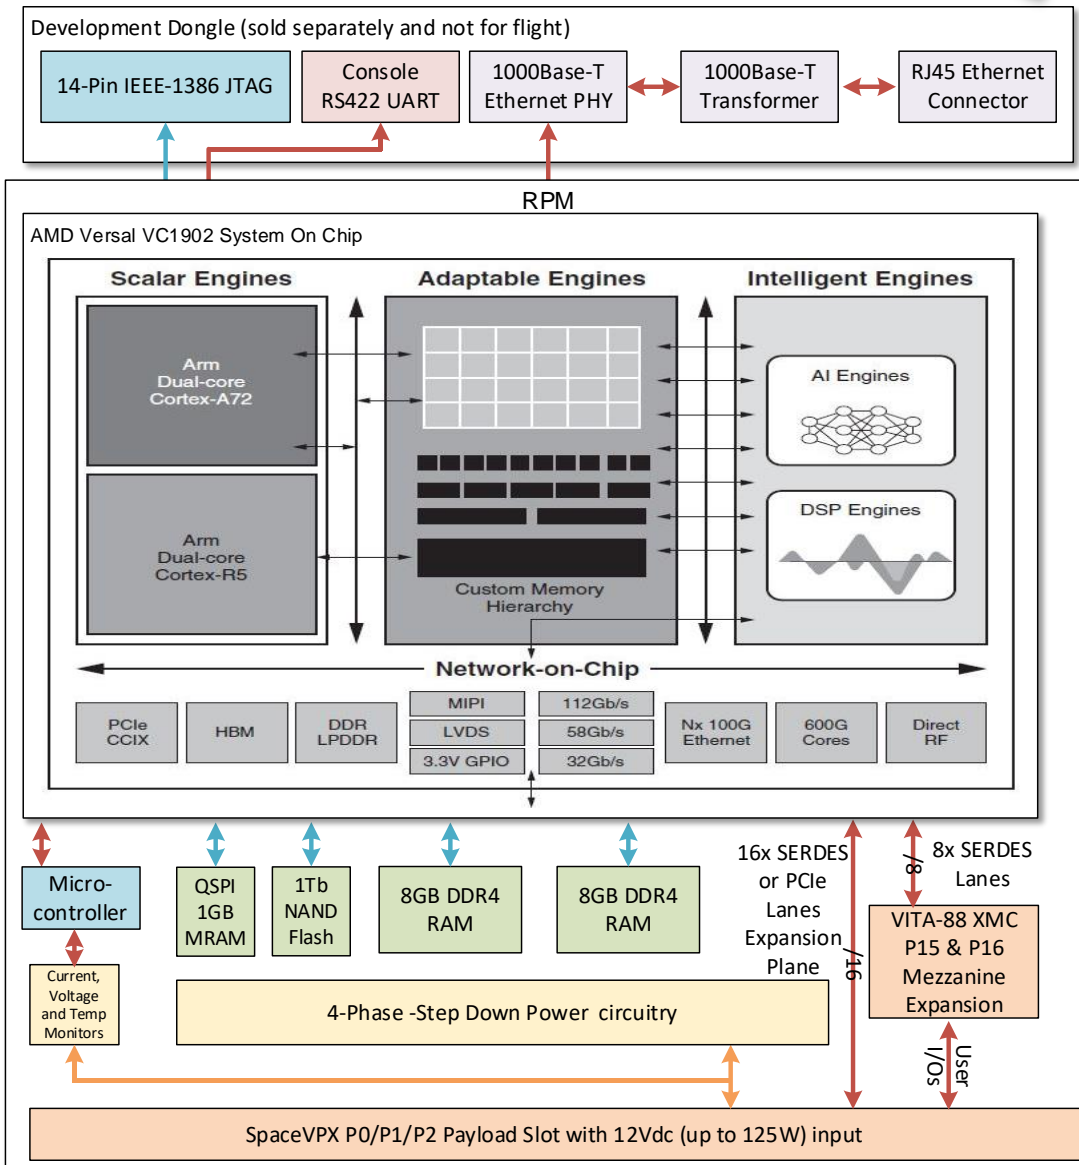 Development Dongle (sold separately and not for flight)
14-Pin IEEE-1386 JTAG
Console
RS422 UART
1000Base-T
Ethernet PHY
1000Base-T
Transformer
RJ45 Ethernet
Connector
RPM
AMD Versal VC1902 System On Chip
Scalar Engines
Adaptable Engines
Intelligent Engines
Arm
Dual-core
Cortex-A72
Arm
Dual-core
Cortex-R5
Custom Memory
Hierarchy
AI Engines
DSP Engines
Network-on-Chip
PCIe
CCIX
HBM
DDR
LPDDR
MIPI
LVDS
3.3V GPIO
112Gb/s
58Gb/s
32Gb/s
Nx 100G
Ethernet
600G
Cores
Direct
RF
Micro-
controller
QSPI
1GB
MRAM
1Tb
NAND
Flash
8GB DDR4
RAM
8GB DDR4
RAM
16x SERDES
or PCIe
Lanes
Expansion
Plane
/16
/8
8x SERDES
Lanes
VITA-88 XMC
P15 & P16
Mezzanine
Expansion
Current,
Voltage
and Temp
Monitors
4-Phase -Step Down Power circuitry
User
I/Os
SpaceVPX P0/P1/P2 Payload Slot with 12Vdc (up to 125W) input